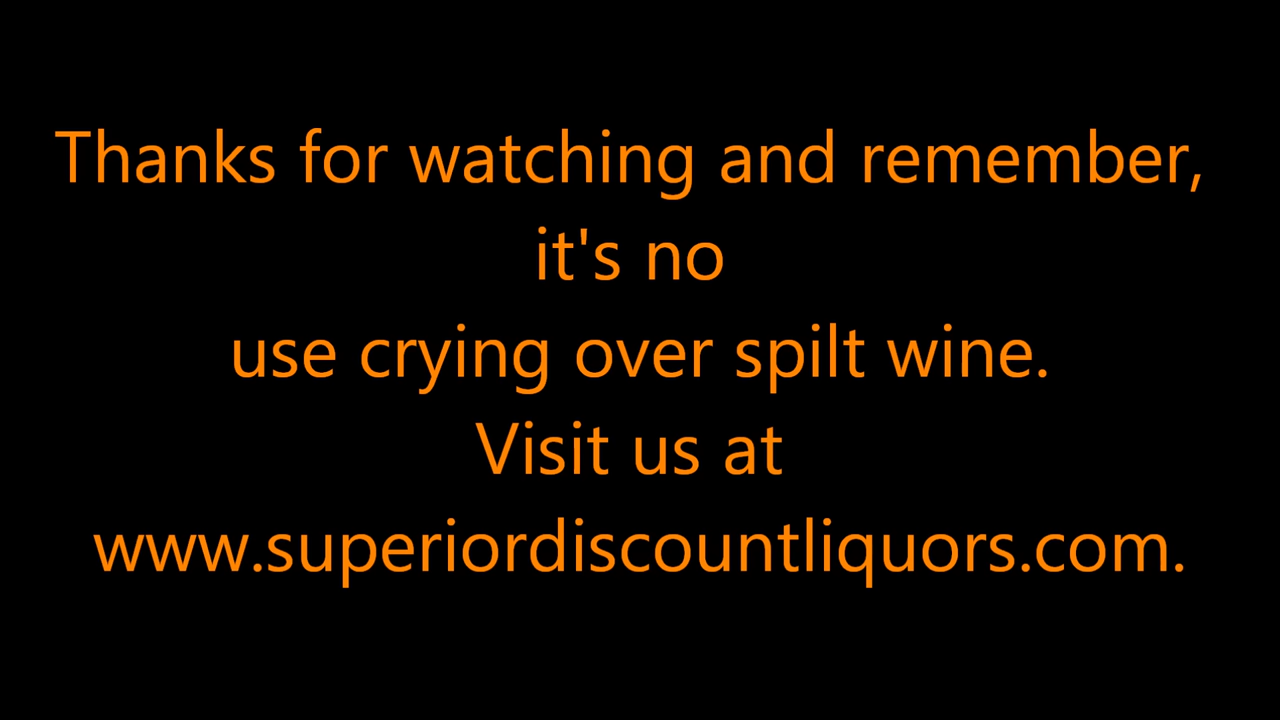 Thanks for watching and remember,
it's no
use crying over spilt wine.
Visit us at
www.superiordiscountliquors.com.